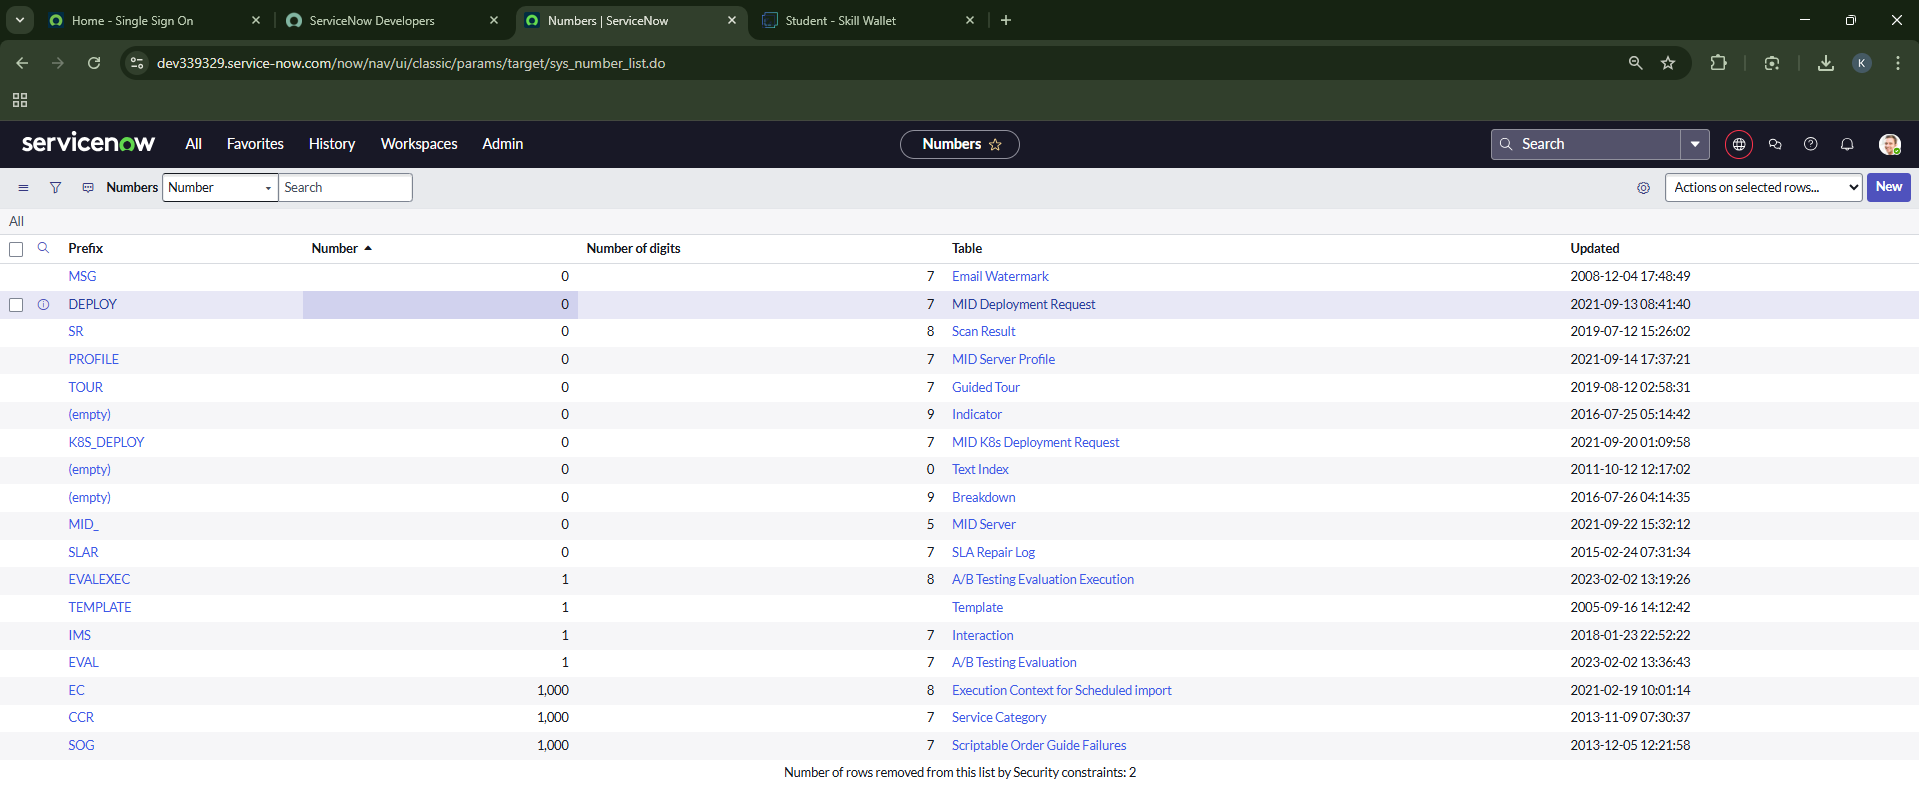 Home - Single Sign On
ServiceNow Developers
Numbers | ServiceNow
Student - Skill Wallet
dev339329.service-now.com/now/nav/ui/classic/params/target/sys_number_list.do
K
servicenow All Favorites History Workspaces Admin Numbers Search
Numbers Number Search Actions on selected rows... New
All
Prefix Number Number of digits Table Updated
MSG 0 7 Email Watermark 2008-12-04 17:48:49
DEPLOY 0 7 MID Deployment Request 2021-09-13 08:41:40
SR 0 8 Scan Result 2019-07-12 15:26:02
PROFILE 0 7 MID Server Profile 2021-09-14 17:37:21
TOUR 0 7 Guided Tour 2019-08-12 02:58:31
(empty) 0 9 Indicator 2016-07-25 05:14:42
K8S_DEPLOY 0 7 MID K8s Deployment Request 2021-09-20 01:09:58
(empty) 0 0 Text Index 2011-10-12 12:17:02
(empty) 0 9 Breakdown 2016-07-26 04:14:35
MID_ 0 5 MID Server 2021-09-22 15:32:12
SLAR 0 7 SLA Repair Log 2015-02-24 07:31:34
EVALEXEC 1 8 A/B Testing Evaluation Execution 2023-02-02 13:19:26
TEMPLATE 1 Template 2005-09-16 14:12:42
IMS 1 7 Interaction 2018-01-23 22:52:22
EVAL 1 7 A/B Testing Evaluation 2023-02-02 13:36:43
EC 1,000 8 Execution Context for Scheduled import 2021-02-19 10:01:14
CCR 1,000 7 Service Category 2013-11-09 07:30:37
SOG 1,000 7 Scriptable Order Guide Failures 2013-12-05 12:21:58
Number of rows removed from this list by Security constraints: 2